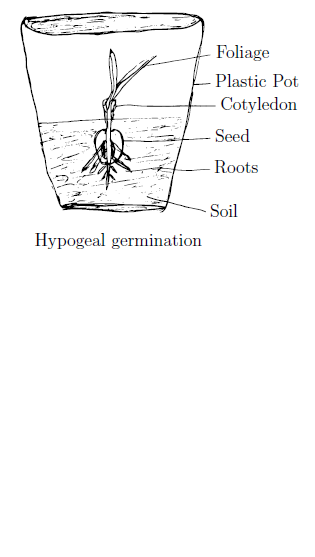 Foliage
Plastic Pot
Cotyledon
Seed
Roots
Soil
Hypogeal germination